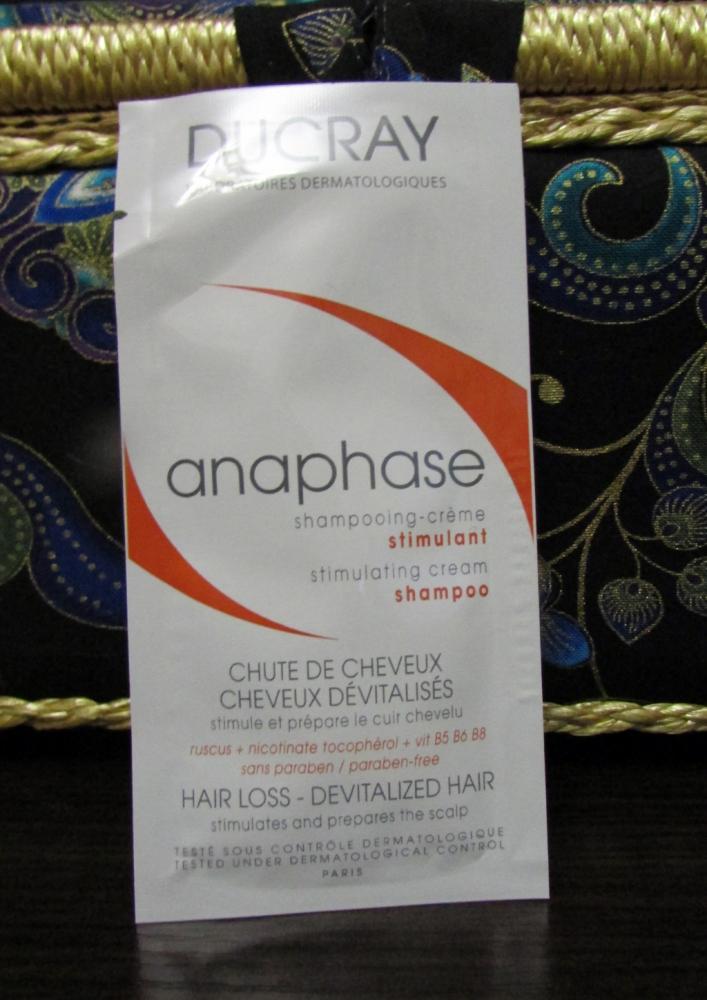 DUCRAY
LABORATOIRES DERMATOLOGIQUES
anaphase
shampooing-crème
stimulant
stimulating cream
shampoo
CHUTE DE CHEVEUX
CHEVEUX DÉVITALISÉS
stimule et prépare le cuir chevelu
ruscus + nicotinate tocophérol + vit B5 B6 B8
sans paraben / paraben-free
HAIR LOSS - DEVITALIZED HAIR
stimulates and prepares the scalp
TESTÉ SOUS CONTRÔLE DERMATOLOGIQUE
TESTED UNDER DERMATOLOGICAL CONTROL
PARIS